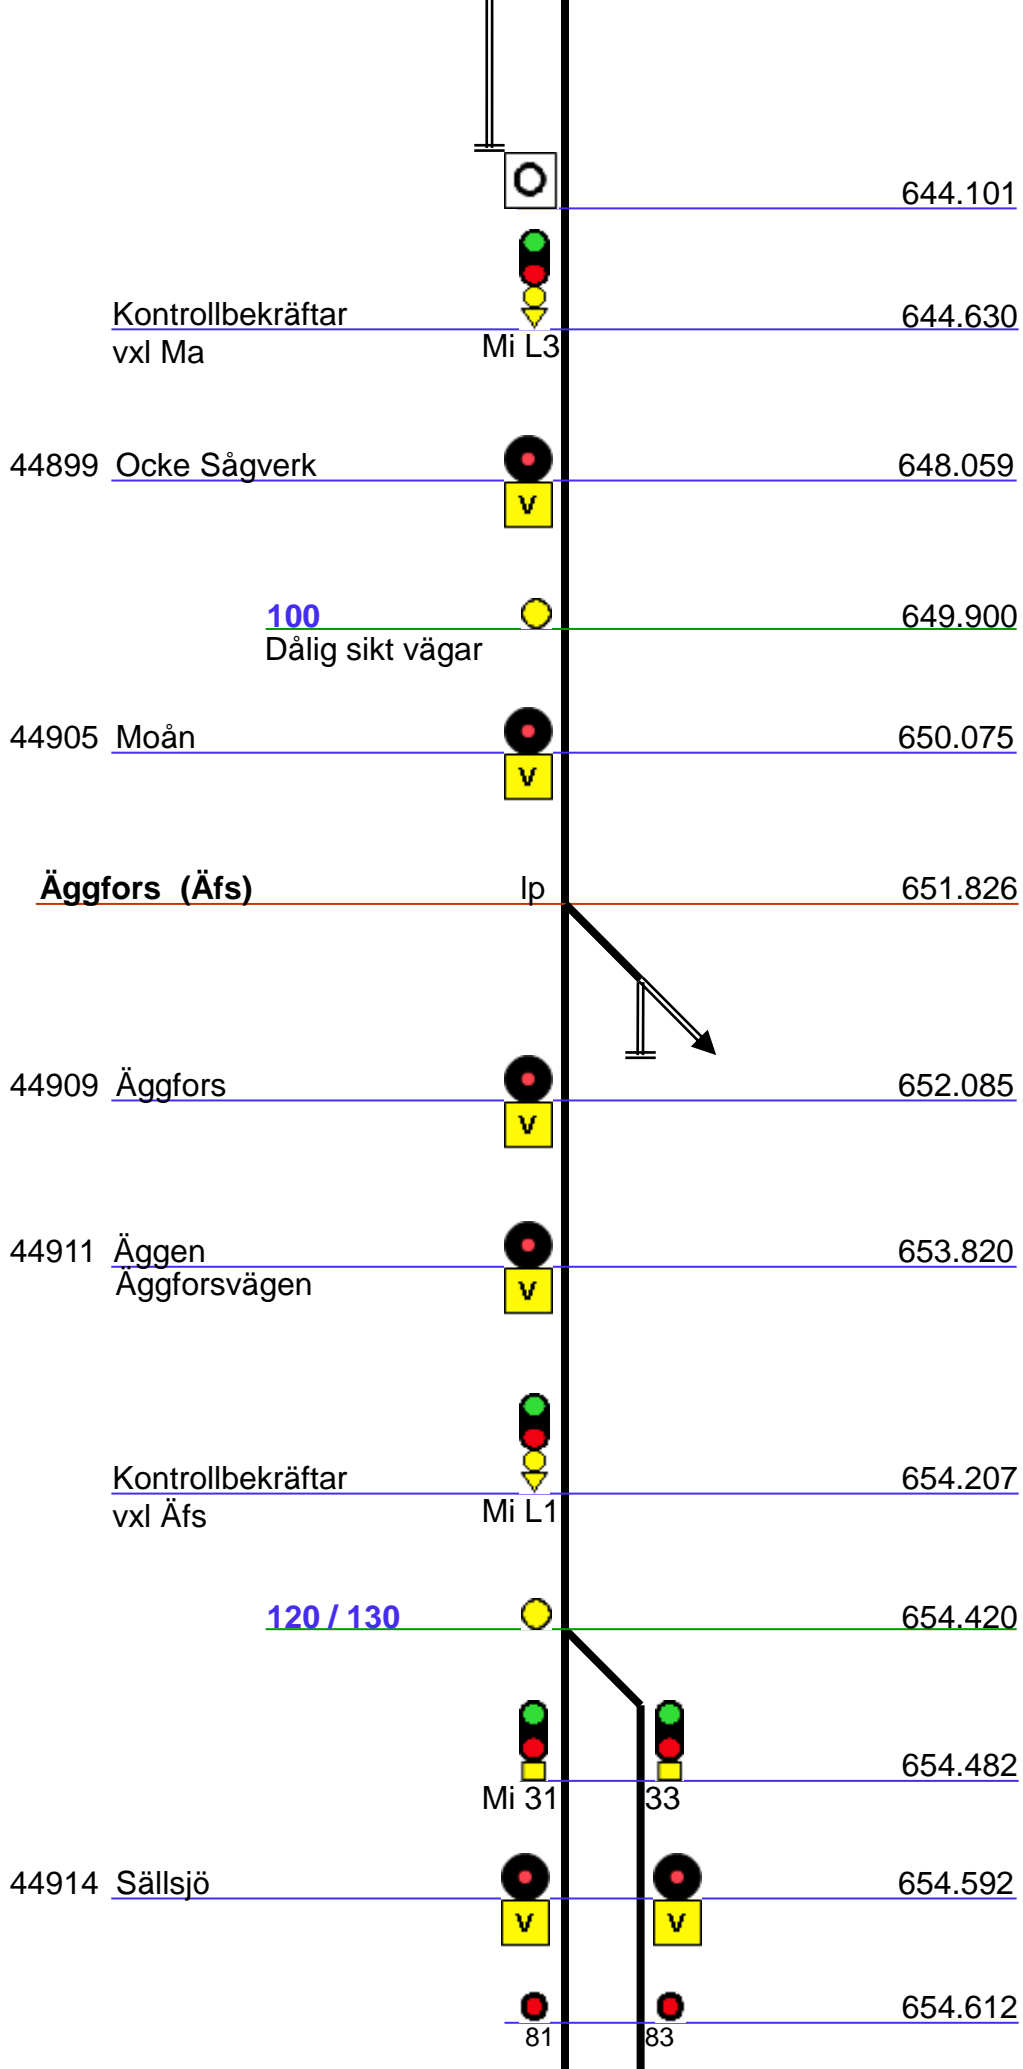 O
644.101
Kontrollbekräftar
644.630
vxl Ma
Mi L3
44899 Ocke Sågverk
648.059
V
100
649.900
Dålig sikt vägar
44905 Moån
650.075
V
Äggfors (Äfs)
lp
651.826
44909 Äggfors
652.085
V
44911 Äggen
653.820
Äggforsvägen
V
Kontrollbekräftar
654.207
vxl Äfs
Mi L1
120 / 130
654.420
654.482
Mi 31
33
44914 Sällsjö
654.592
V
V
654.612
81
83